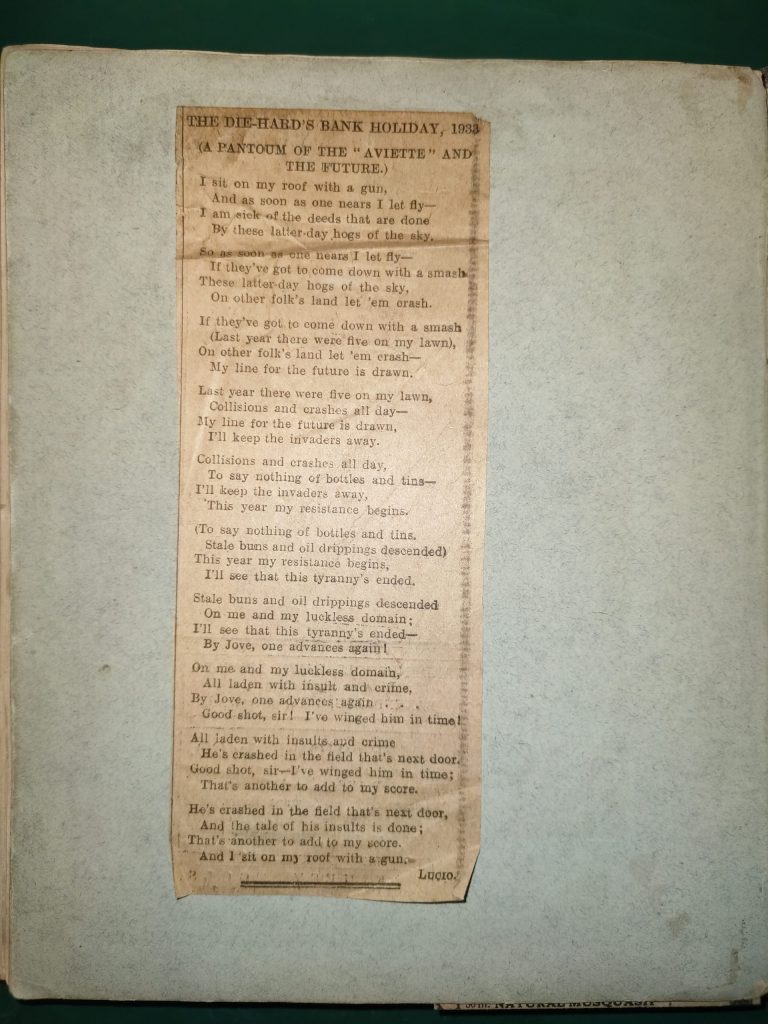 THE DIE-HARD'S BANK HOLIDAY, 1933
(A PANTOUM OF THE "AVIETTE" AND
THE FUTURE.)
I sit on my roof with a gun,
And as soon as one nears I let fly—
I am sick of the deeds that are done
By these latter-day hogs of the sky.
So as soon as one nears I let fly—
If they've got to come down with a smash
These latter-day hogs of the sky,
On other folk's land let 'em crash.
If they've got to come down with a smash
(Last year there were five on my lawn),
On other folk's land let 'em crash—
My line for the future is drawn.
Last year there were five on my lawn,
Collisions and crashes all day—
My line for the future is drawn,
I'll keep the invaders away.
Collisions and crashes all day,
To say nothing of bottles and tins—
I'll keep the invaders away,
This year my resistance begins.
(To say nothing of bottles and tins.
Stale buns and oil drippings descended)
This year my resistance begins,
I'll see that this tyranny's ended.
Stale buns and oil drippings descended
On me and my luckless domain;
I'll see that this tyranny's ended—
By Jove, one advances again!
On me and my luckless domain,
All laden with insult and crime,
By Jove, one advances again . . . .
Good shot, sir! I've winged him in time!
All laden with insults and crime
He's crashed in the field that's next door.
Good shot, sir—I've winged him in time;
That's another to add to my score.
He's crashed in the field that's next door,
And the tale of his insults is done;
That's another to add to my score.
And I sit on my roof with a gun.
LUCIO.
NATURAL MUSQUASH